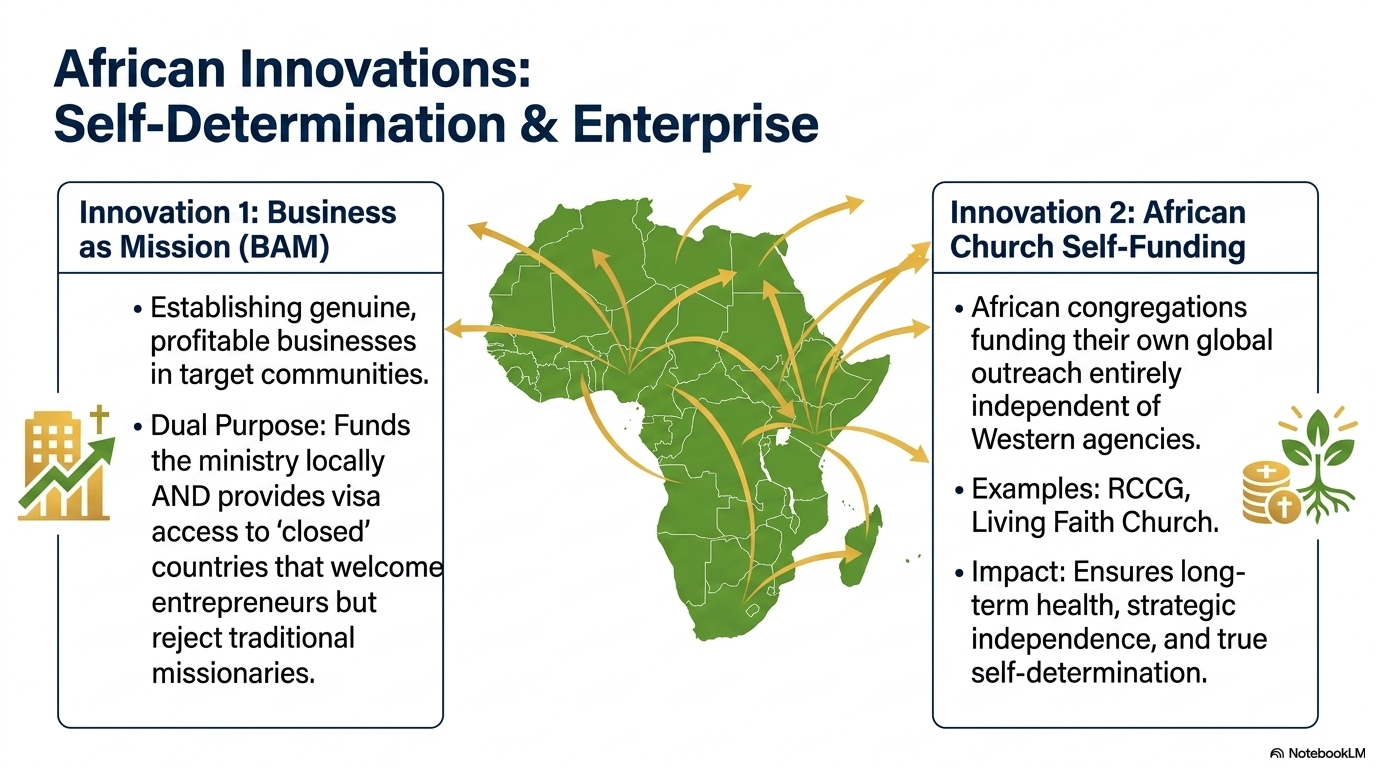 African Innovations:
Self-Determination & Enterprise
Innovation 1: Business
as Mission (BAM)
• Establishing genuine,
profitable businesses
in target communities.
• Dual Purpose: Funds
the ministry locally
AND provides visa
access to ‘closed’
countries that welcome
entrepreneurs but
reject traditional
missionaries.
Innovation 2: African
Church Self-Funding
• African congregations
funding their own global
outreach entirely
independent of
Western agencies.
• Examples: RCCG,
Living Faith Church.
• Impact: Ensures long-
term health, strategic
independence, and true
self-determination.
NotebookLM